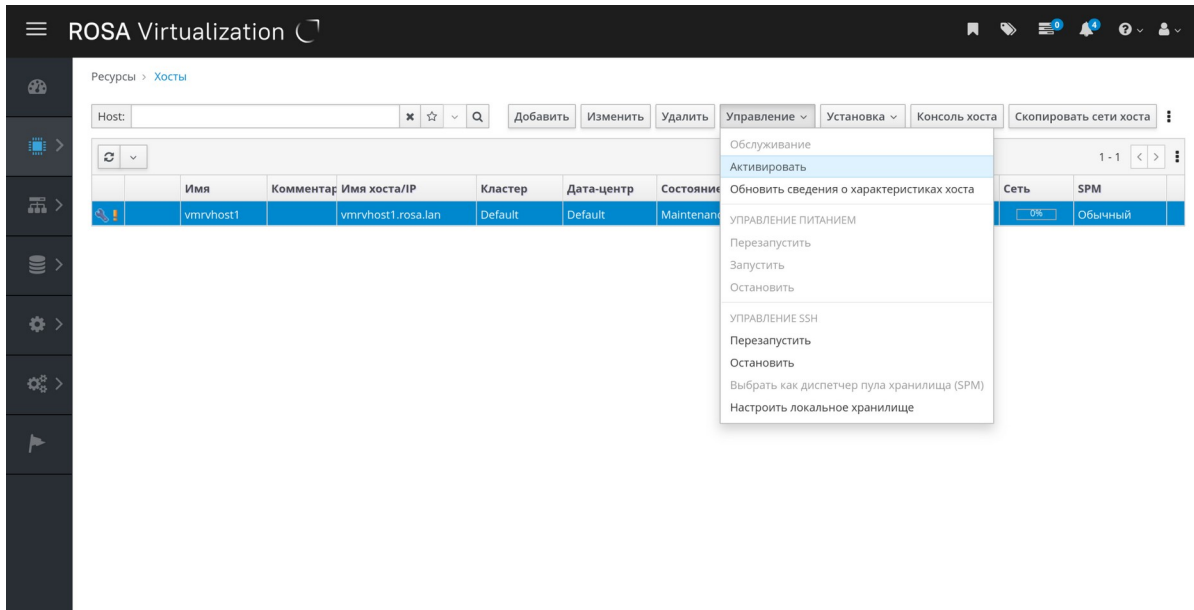 ROSA Virtualization
0
4
Ресурсы > Хосты
Host:
Добавить Изменить Удалить Управление Установка Консоль хоста Скопировать сети хоста
1 - 1
Имя Комментар Имя хоста/IP Кластер Дата-центр Состояние Сеть SPM
vmrvhost1 vmrvhost1.rosa.lan Default Default Maintenanc 0% Обычный
Обслуживание
Активировать
Обновить сведения о характеристиках хоста
УПРАВЛЕНИЕ ПИТАНИЕМ
Перезапустить
Запустить
Остановить
УПРАВЛЕНИЕ SSH
Перезапустить
Остановить
Выбрать как диспетчер пула хранилища (SPM)
Настроить локальное хранилище